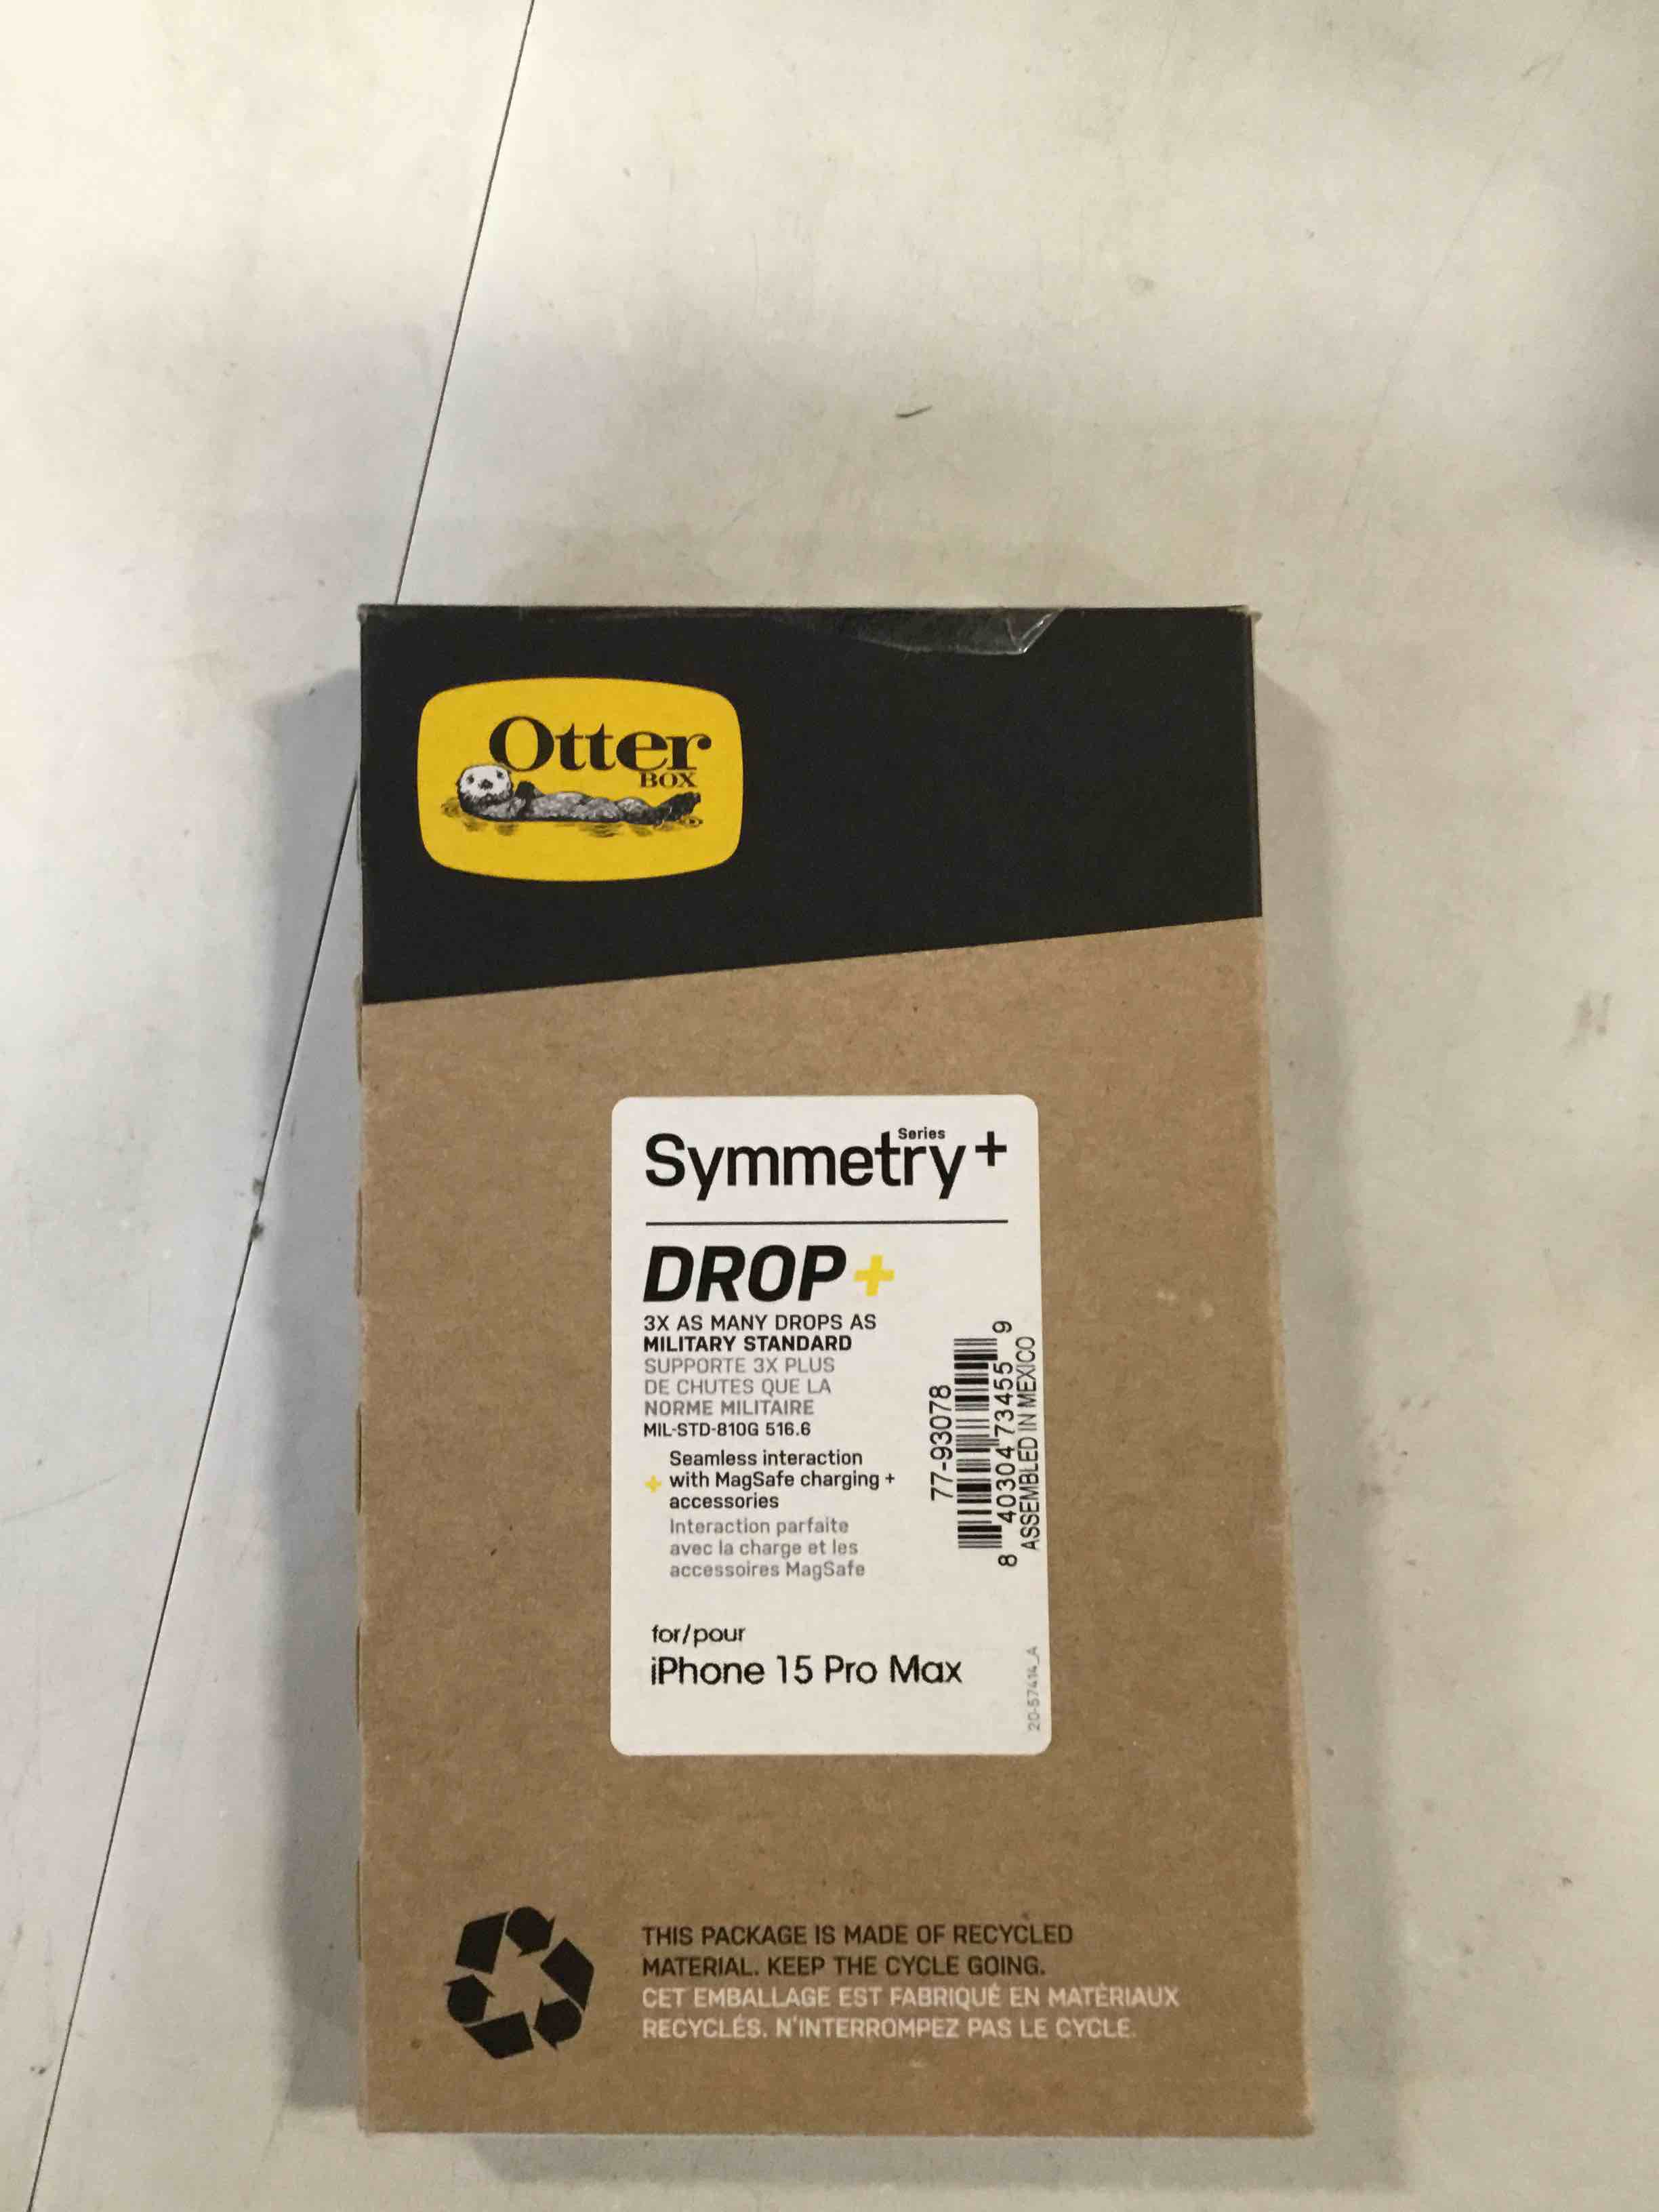 Otter
BOX
Series
Symmetry+
DROP+
3X AS MANY DROPS AS
MILITARY STANDARD
SUPPORTE 3X PLUS
DE CHUTES QUE LA
NORME MILITAIRE
MIL-STD-810G 516.6
Seamless interaction
+ with MagSafe charging +
accessories
Interaction parfaite
avec la charge et les
accessoires MagSafe
77-93078
8 40304 73455 9
ASSEMBLED IN MEXICO
for/pour
iPhone 15 Pro Max
20-57414_A
THIS PACKAGE IS MADE OF RECYCLED
MATERIAL. KEEP THE CYCLE GOING.
CET EMBALLAGE EST FABRIQUÉ EN MATÉRIAUX
RECYCLÉS. N'INTERROMPEZ PAS LE CYCLE.